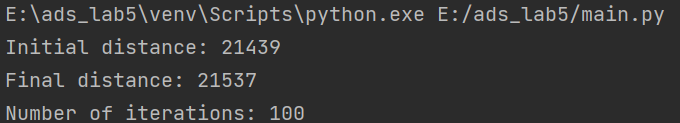 E:\ads_lab5\venv\Scripts\python.exe E:/ads_lab5/main.py
Initial distance: 21439
Final distance: 21537
Number of iterations: 100